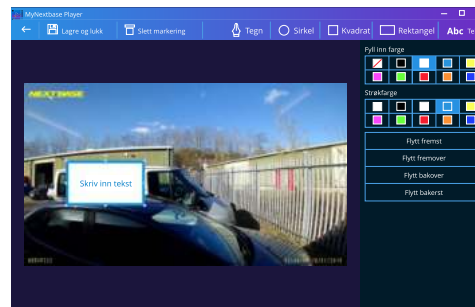 MyNextbase Player
Lagre og lukk
Slett markering
Tegn
Sirkel
Kvadrat
Rektangel
Abc
Fyll inn farge
NEXTBASE
Skriv inn tekst
Strøkfarge
Flytt fremst
Flytt fremover
Flytt bakover
Flytt bakerst